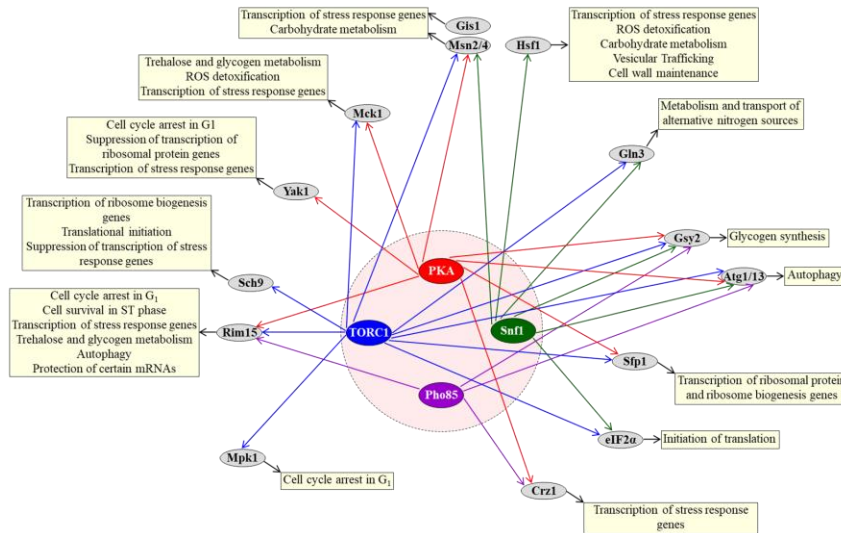 Transcription of stress response genes
Carbohydrate metabolism
Gis1
Msn2/4
Hsf1
Transcription of stress response genes
ROS detoxification
Carbohydrate metabolism
Vesicular Trafficking
Cell wall maintenance
Trehalose and glycogen metabolism
ROS detoxification
Transcription of stress response genes
Mck1
Metabolism and transport of
alternative nitrogen sources
Gln3
Cell cycle arrest in G1
Suppression of transcription of
ribosomal protein genes
Transcription of stress response genes
Yak1
Transcription of ribosome biogenesis
genes
Translational initiation
Suppression of transcription of stress
response genes
Sch9
Gsy2
Glycogen synthesis
PKA
Atg1/13
Autophagy
Cell cycle arrest in G₁
Cell survival in ST phase
Transcription of stress response genes
Trehalose and glycogen metabolism
Autophagy
Protection of certain mRNAs
Rim15
TORC1
Snf1
Sfp1
Transcription of ribosomal protein
and ribosome biogenesis genes
Pho85
eIF2α
Initiation of translation
Mpk1
Cell cycle arrest in G₁
Crz1
Transcription of stress response
genes